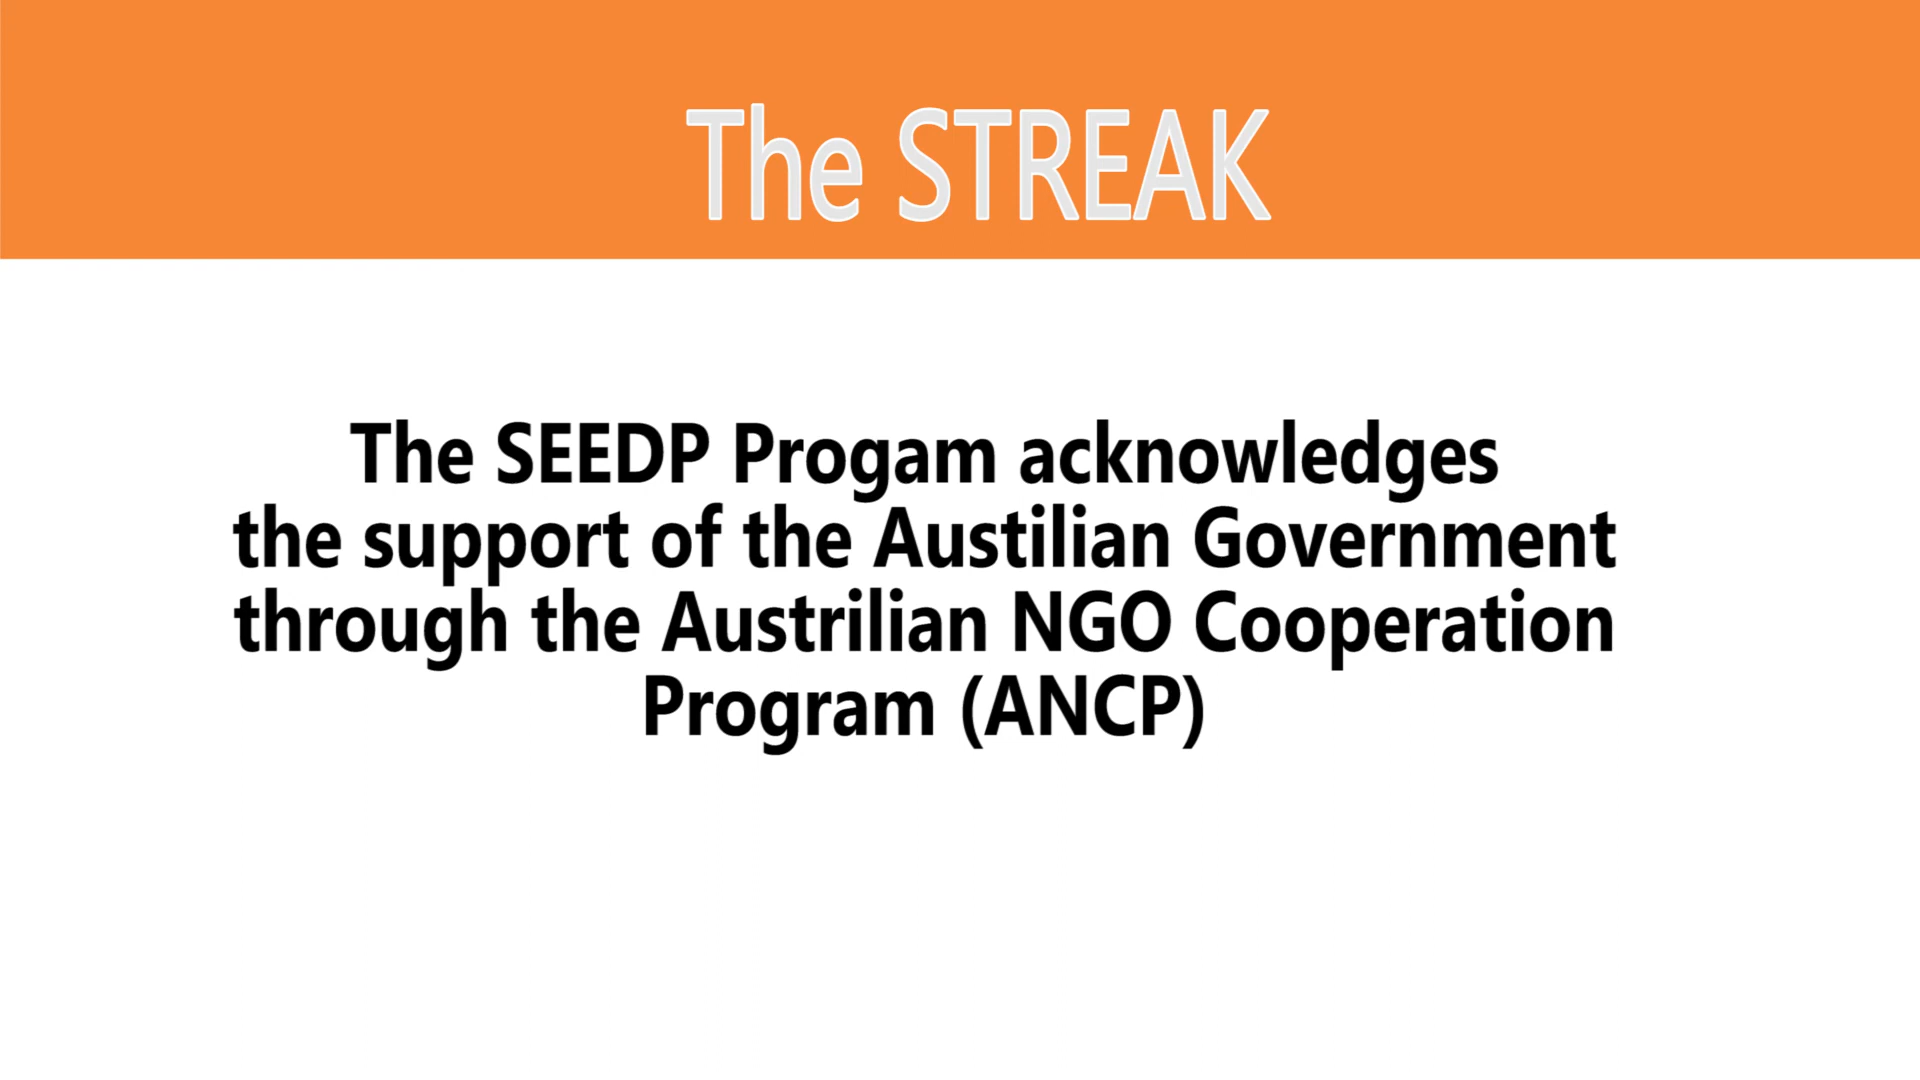 The STREAK
The SEEDP Progam acknowledges
the support of the Austilian Government
through the Austrilian NGO Cooperation
Program (ANCP)